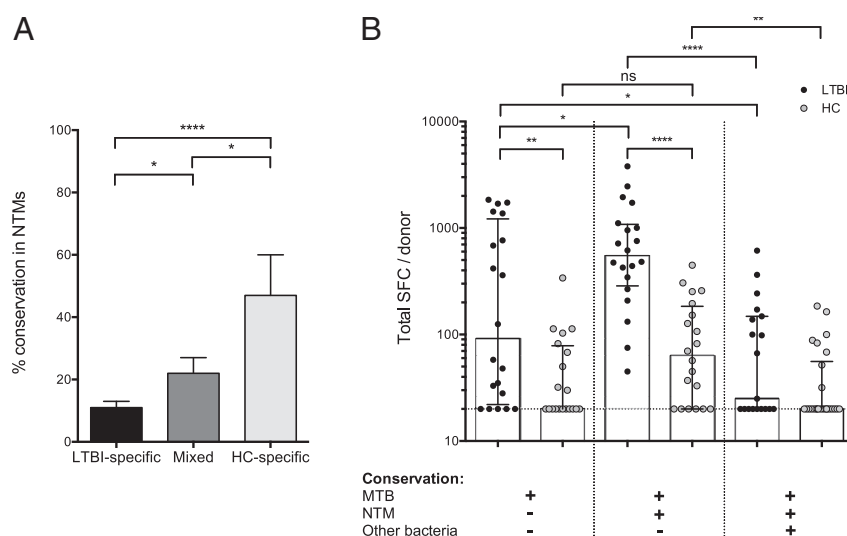 A
B
% conservation in NTMs
100
80
60
40
20
0
****
*
*
LTBI-specific Mixed HC-specific
Total SFC / donor
10000
1000
100
10
**
****
ns
*
*
**
****
LTBI
HC
Conservation:
MTB + + +
NTM - + +
Other bacteria - - +